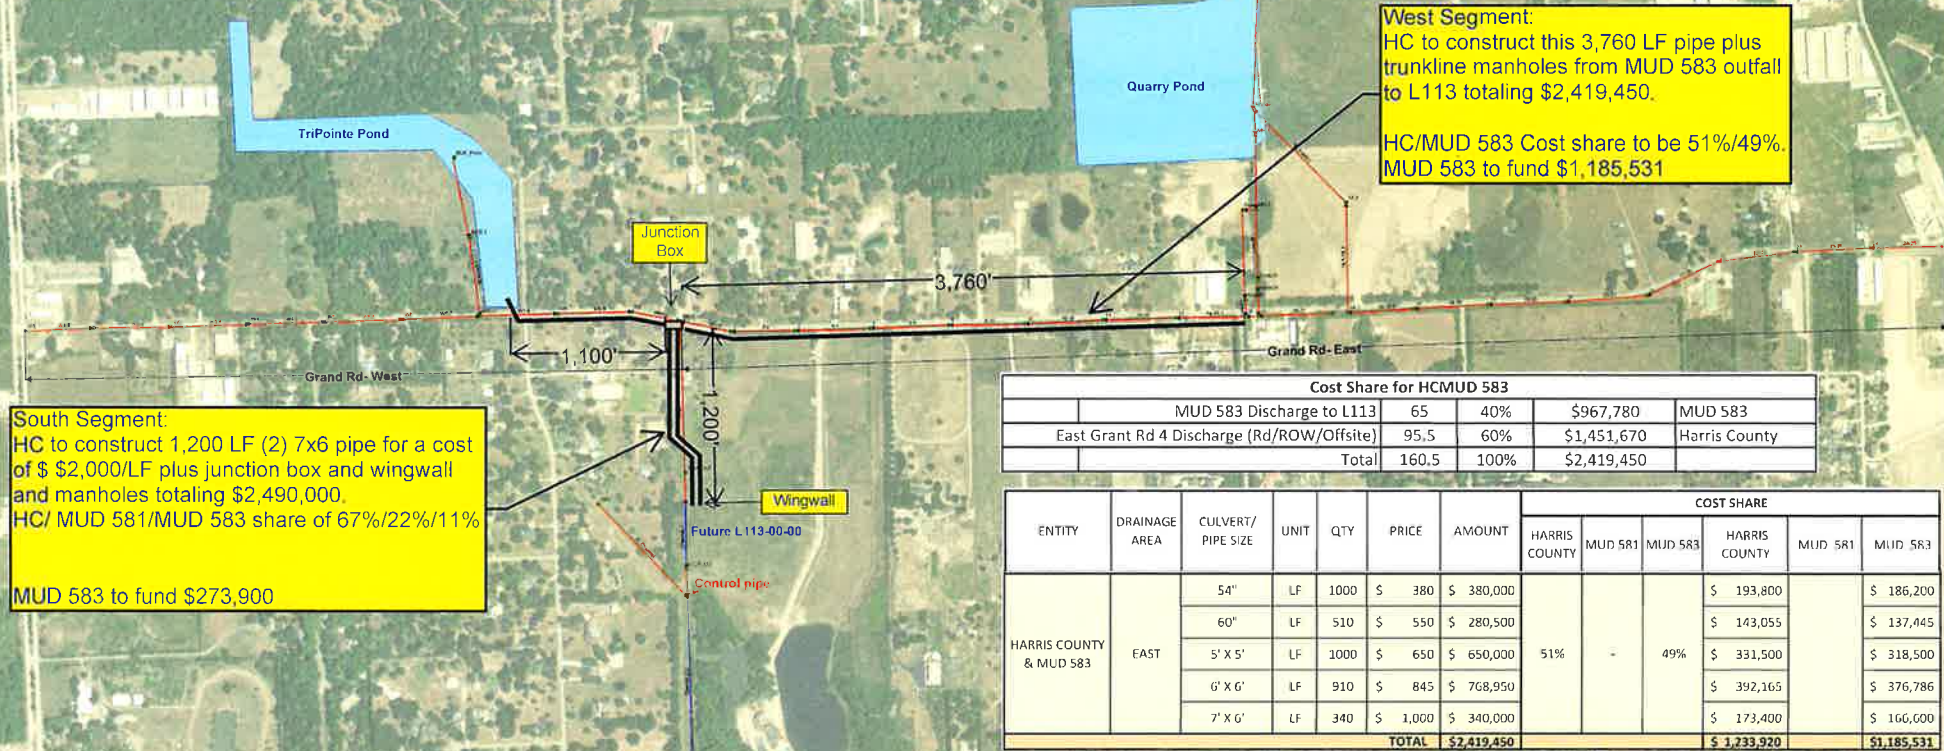 West Segment:
HC to construct this 3,760 LF pipe plus
trunkline manholes from MUD 583 outfall
to L113 totaling $2,419,450.
HC/MUD 583 Cost share to be 51%/49%.
MUD 583 to fund $1,185,531
Quarry Pond
TriPointe Pond
Junction
Box
3,760'
1,100'
1,200'
Grand Rd- West
Grand Rd- East
South Segment:
HC to construct 1,200 LF (2) 7x6 pipe for a cost
of $ $2,000/LF plus junction box and wingwall
and manholes totaling $2,490,000.
HC/ MUD 581/MUD 583 share of 67%/22%/11%
MUD 583 to fund $273,900
Wingwall
Future L113-00-00
Control pipe
Cost Share for HCMUD 583
MUD 583 Discharge to L113 65 40% $967,780 MUD 583
East Grant Rd 4 Discharge (Rd/ROW/Offsite) 95.5 60% $1,451,670 Harris County
Total 160.5 100% $2,419,450
ENTITY DRAINAGE AREA CULVERT/ PIPE SIZE UNIT QTY PRICE AMOUNT COST SHARE
HARRIS COUNTY MUD 581 MUD 583 HARRIS COUNTY MUD 581 MUD 583
HARRIS COUNTY & MUD 583 EAST 51% - 49%
54" LF 1000 $ 380 $ 380,000 $ 193,800 $ 186,200
60" LF 510 $ 550 $ 280,500 $ 143,055 $ 137,445
5' X 5' LF 1000 $ 650 $ 650,000 $ 331,500 $ 318,500
6' X 6' LF 910 $ 845 $ 768,950 $ 392,165 $ 376,786
7' X 6' LF 340 $ 1,000 $ 340,000 $ 173,400 $ 166,600
TOTAL $2,419,450 $ 1,233,920 $1,185,531